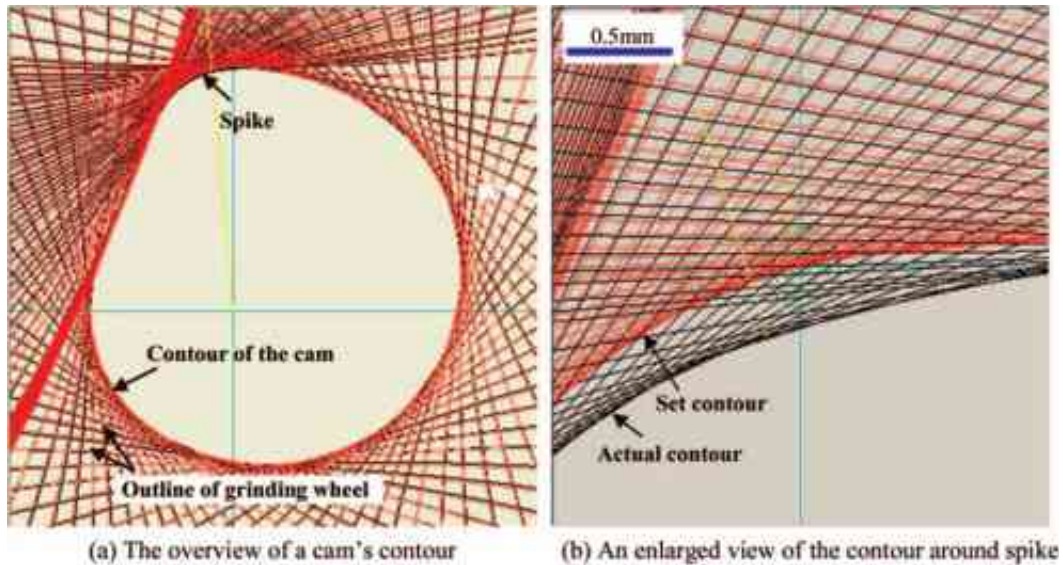 0.5mm
Spike
Contour of the cam
Set contour
Actual contour
Outline of grinding wheel
(a) The overview of a cam's contour
(b) An enlarged view of the contour around spike